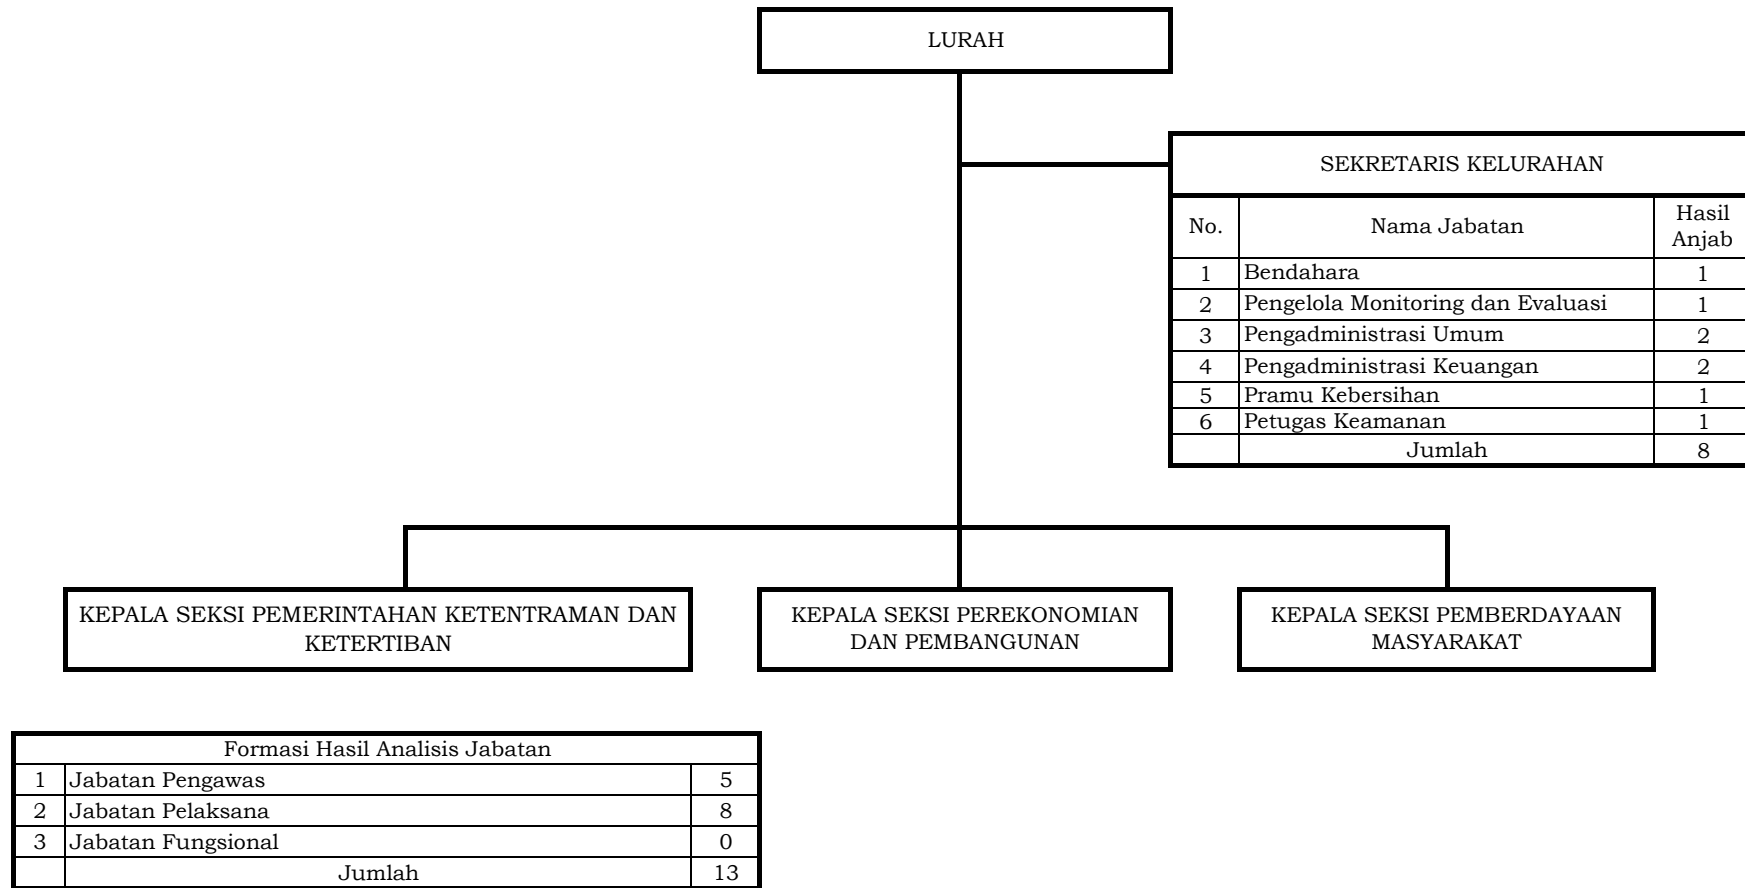 LURAH
SEKRETARIS KELURAHAN
No. Nama Jabatan Hasil Anjab
1 Bendahara 1
2 Pengelola Monitoring dan Evaluasi 1
3 Pengadministrasi Umum 2
4 Pengadministrasi Keuangan 2
5 Pramu Kebersihan 1
6 Petugas Keamanan 1
Jumlah 8
KEPALA SEKSI PEMERINTAHAN KETENTRAMAN DAN
KETERTIBAN
KEPALA SEKSI PEREKONOMIAN
DAN PEMBANGUNAN
KEPALA SEKSI PEMBERDAYAAN
MASYARAKAT
Formasi Hasil Analisis Jabatan
1 Jabatan Pengawas 5
2 Jabatan Pelaksana 8
3 Jabatan Fungsional 0
Jumlah 13